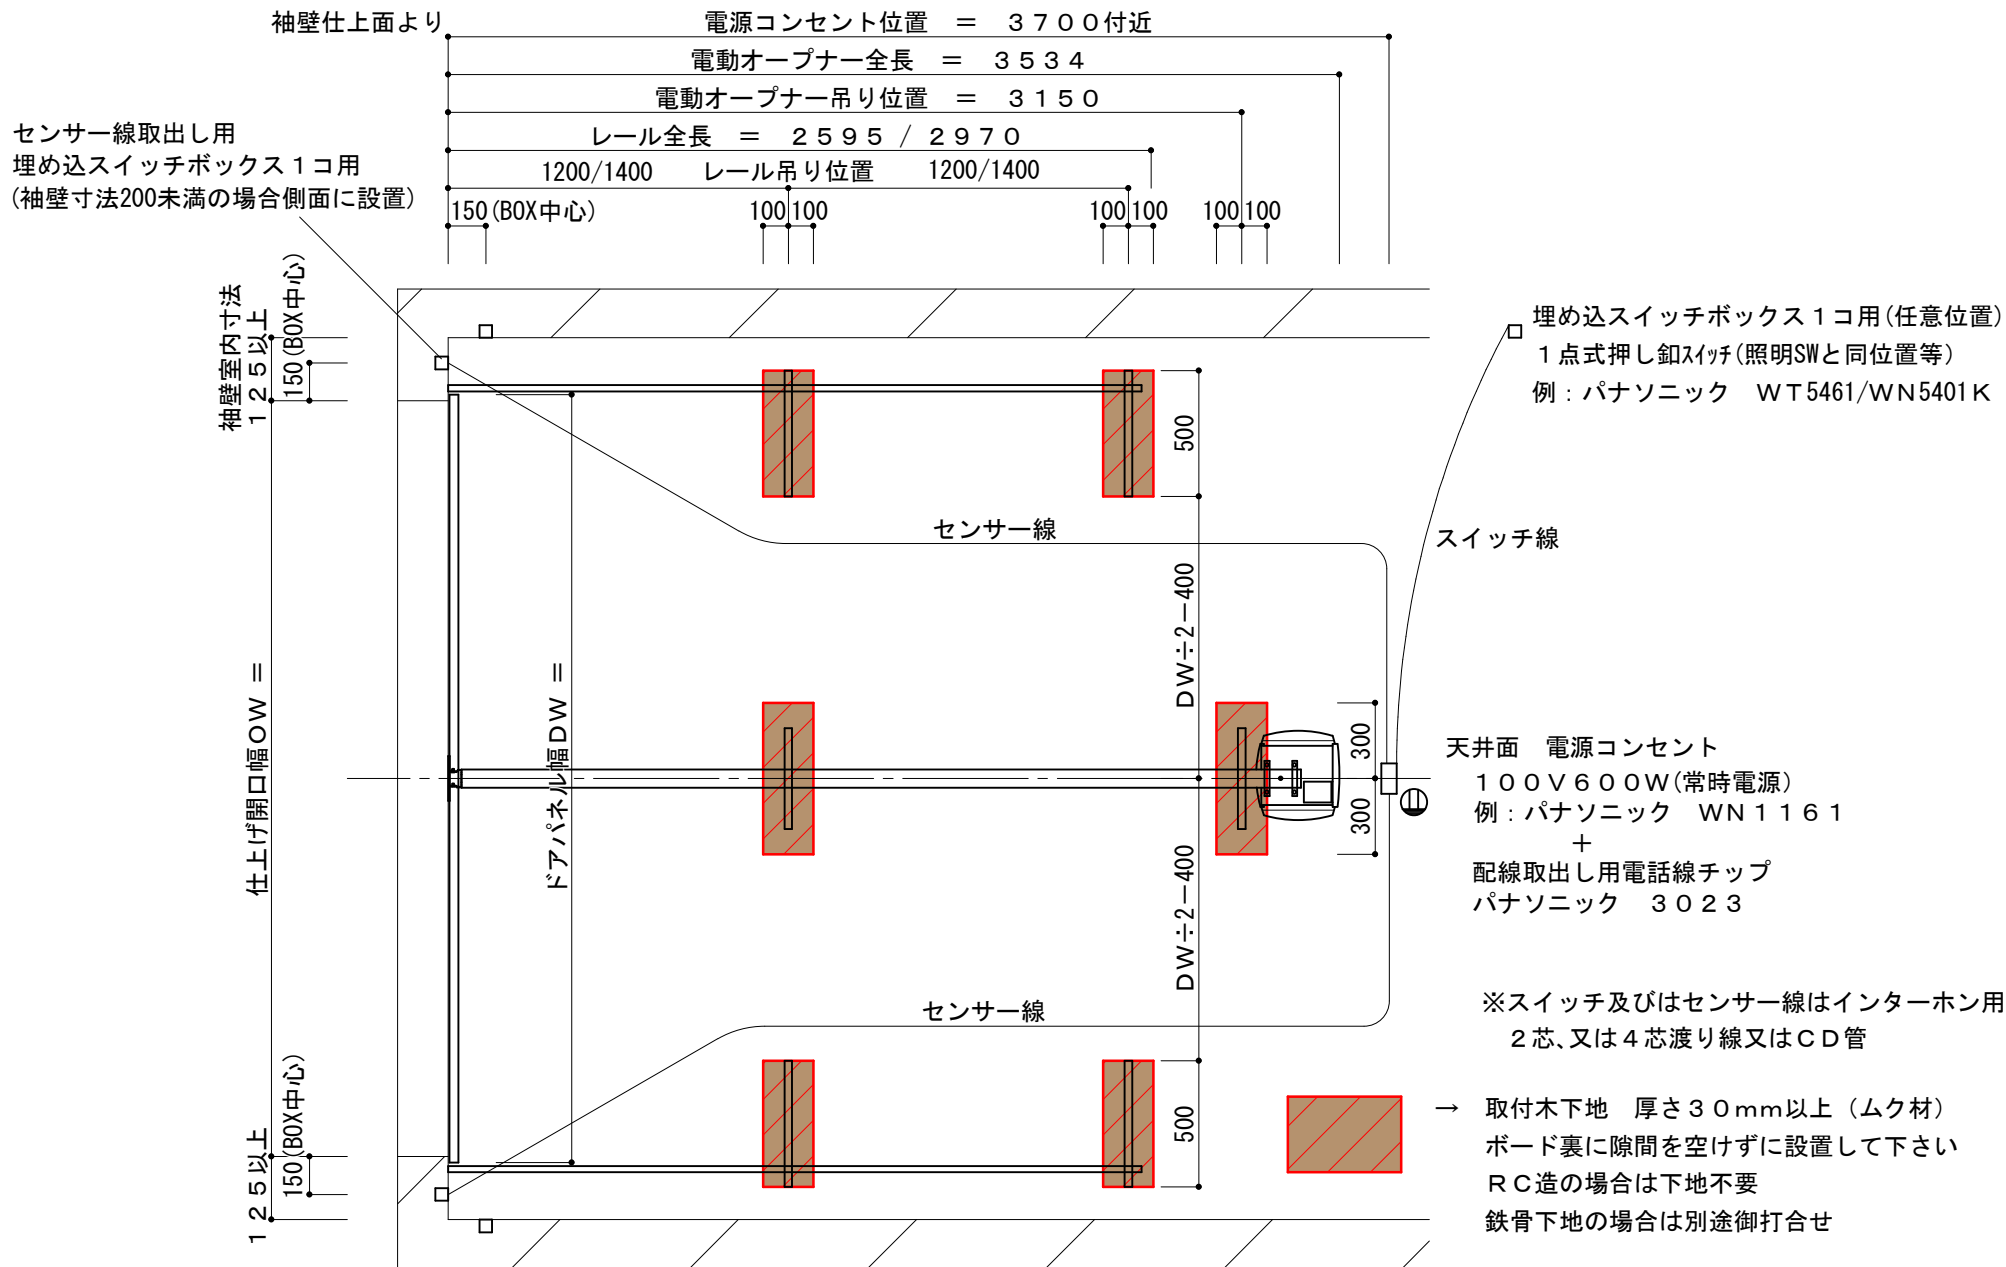 袖壁仕上面より
電源コンセント位置　＝　３７００付近
電動オープナー全長　＝　３５３４
電動オープナー吊り位置　＝　３１５０
レール全長　＝　２５９５ / ２９７０
1200/1400　レール吊り位置　1200/1400
150(BOX中心)
100 100
100 100
100 100
センサー線取出し用
埋め込スイッチボックス１コ用
(袖壁寸法200未満の場合側面に設置)
袖壁室内寸法
１２５以上
150(BOX中心)
埋め込スイッチボックス１コ用(任意位置)
１点式押し釦スイッチ(照明SWと同位置等)
例：パナソニック　ＷＴ5461/ＷＮ5401Ｋ
500
センサー線
スイッチ線
ＤＷ÷２－400
仕上げ開口幅ＯＷ ＝
ドアパネル幅ＤＷ ＝
300
300
天井面　電源コンセント
１００Ｖ６００Ｗ(常時電源)
例：パナソニック　ＷＮ１１６１
＋
配線取出し用電話線チップ
パナソニック　３０２３
ＤＷ÷２－400
センサー線
※スイッチ及びはセンサー線はインターホン用
２芯、又は４芯渡り線又はＣＤ管
500
１２５以上
150(BOX中心)
→　取付木下地　厚さ３０ｍｍ以上（ムク材）
ボード裏に隙間を空けずに設置して下さい
ＲＣ造の場合は下地不要
鉄骨下地の場合は別途御打合せ